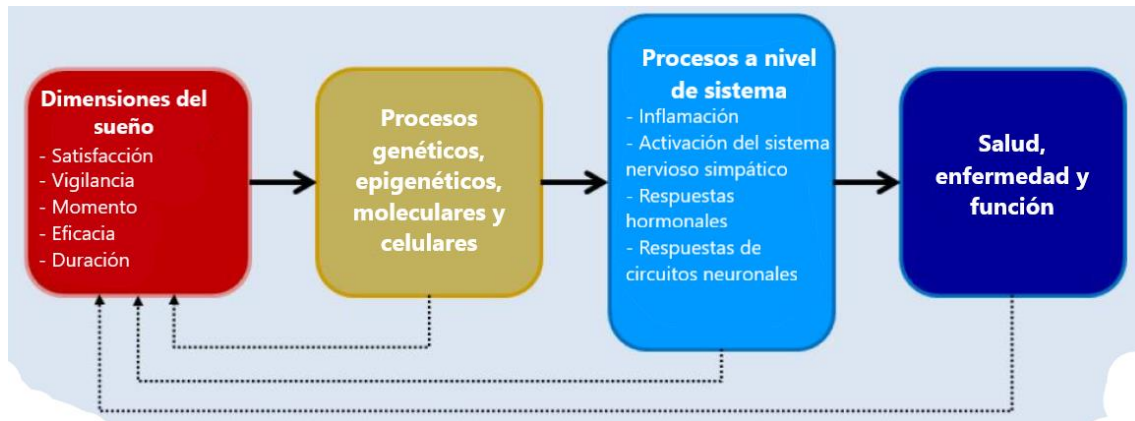 Dimensiones del
sueño
- Satisfacción
- Vigilancia
- Momento
- Eficacia
- Duración
Procesos
genéticos,
epigenéticos,
moleculares y
celulares
Procesos a nivel
de sistema
- Inflamación
- Activación del sistema
nervioso simpático
- Respuestas
hormonales
- Respuestas de
circuitos neuronales
Salud,
enfermedad y
función